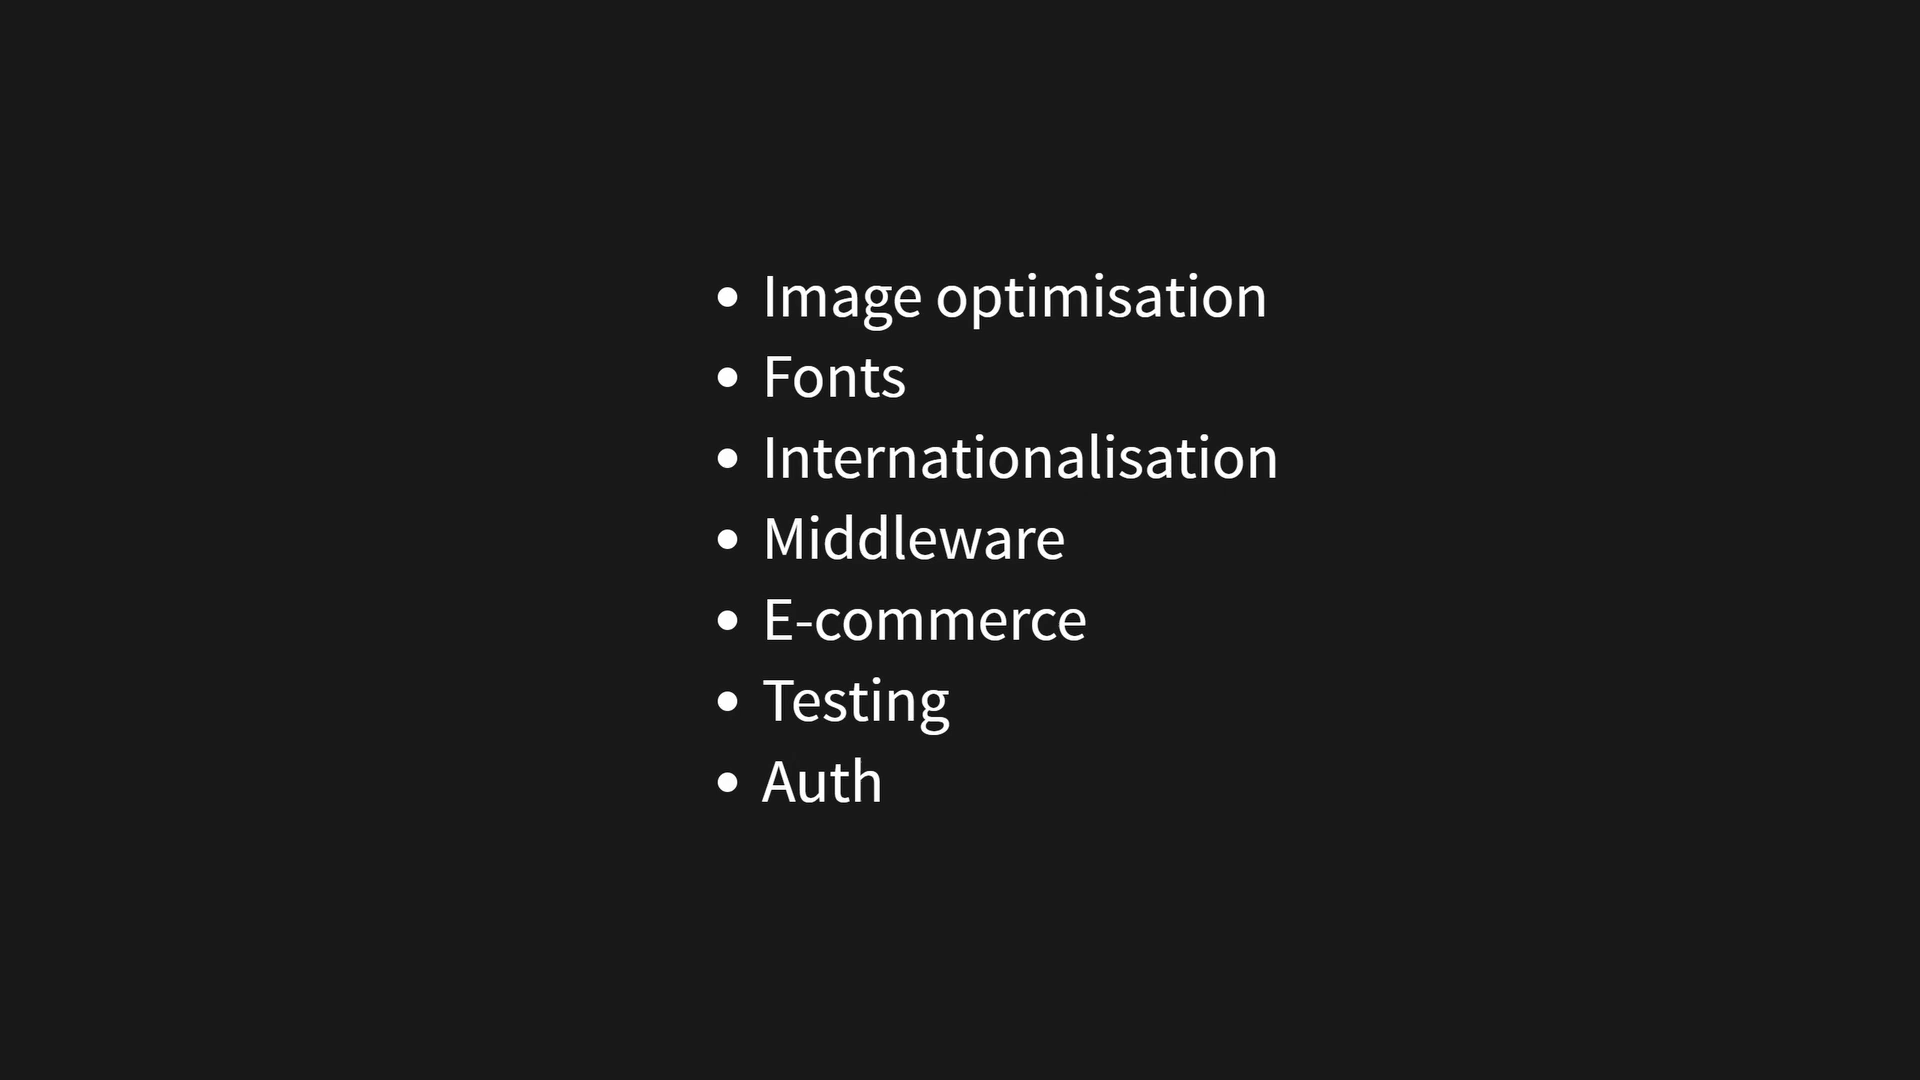 • Image optimisation
• Fonts
• Internationalisation
• Middleware
• E-commerce
• Testing
• Auth